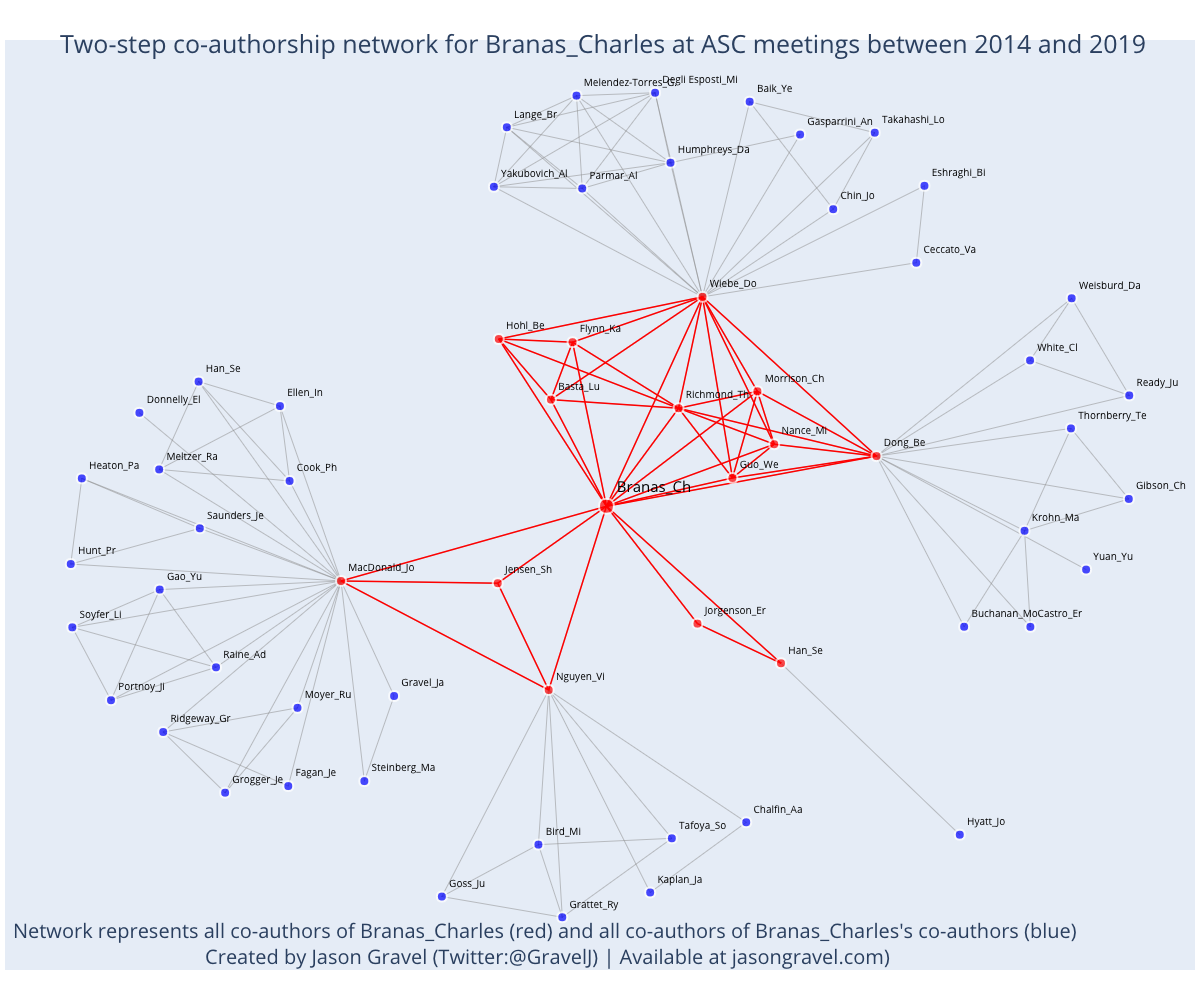 Two-step co-authorship network for Branas_Charles at ASC meetings between 2014 and 2019
Melendez-Torres_G.
Degli Esposti_Mi
Baik_Ye
Lange_Br
Gasparrini_An
Takahashi_Lo
Humphreys_Da
Yakubovich_Al
Parmar_Al
Eshraghi_Bi
Chin_Jo
Ceccato_Va
Wiebe_Do
Weisburd_Da
Hohl_Be
Flynn_Ka
White_Cl
Han_Se
Morrison_Ch
Ready_Ju
Donnelly_El
Ellen_In
Basta_Lu
Richmond_Th
Thornberry_Te
Nance_Mi
Dong_Be
Heaton_Pa
Meltzer_Ra
Cook_Ph
Guo_We
Gibson_Ch
Branas_Ch
Saunders_Je
Krohn_Ma
Hunt_Pr
MacDonald_Jo
Jensen_Sh
Yuan_Yu
Gao_Yu
Soyfer_Li
Jorgenson_Er
Buchanan_Mo
Castro_Er
Raine_Ad
Han_Se
Portnoy_Ji
Moyer_Ru
Gravel_Ja
Nguyen_Vi
Ridgeway_Gr
Grogger_Je
Fagan_Je
Steinberg_Ma
Chalfin_Aa
Bird_Mi
Tafoya_So
Hyatt_Jo
Goss_Ju
Kaplan_Ja
Grattet_Ry
Network represents all co-authors of Branas_Charles (red) and all co-authors of Branas_Charles's co-authors (blue)
Created by Jason Gravel (Twitter:@GravelJ) | Available at jasongravel.com)